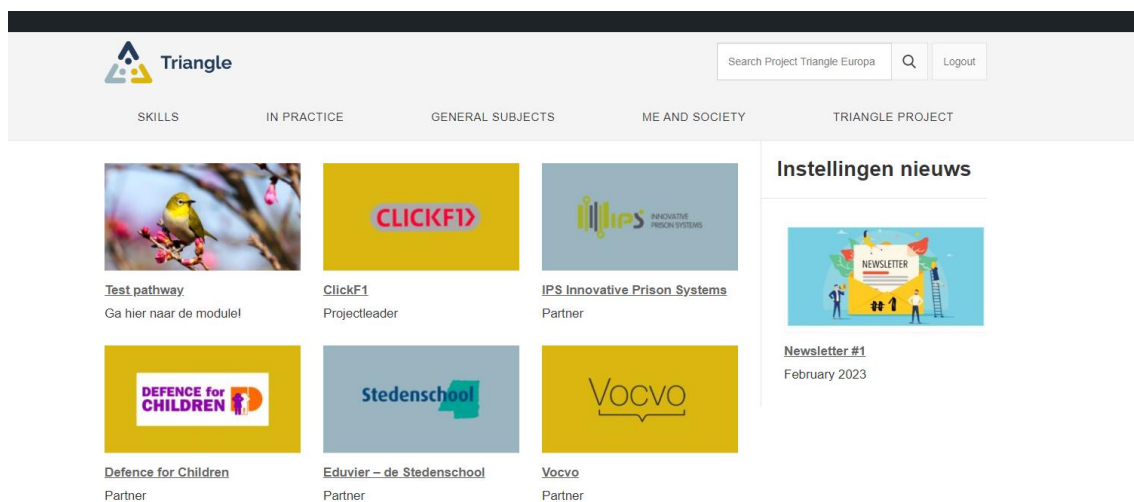 Triangle
Search Project Triangle Europa
Logout
SKILLS
IN PRACTICE
GENERAL SUBJECTS
ME AND SOCIETY
TRIANGLE PROJECT
CLICKF1>
IPS INNOVATIVE
PRISON SYSTEMS
Test pathway
Ga hier naar de module!
ClickF1
Projectleader
IPS Innovative Prison Systems
Partner
DEFENCE for
CHILDREN
Stedenschool
VOCVO
Defence for Children
Partner
Eduvier – de Stedenschool
Partner
Vocvo
Partner
Instellingen nieuws
NEWSLETTER
#1
Newsletter #1
February 2023